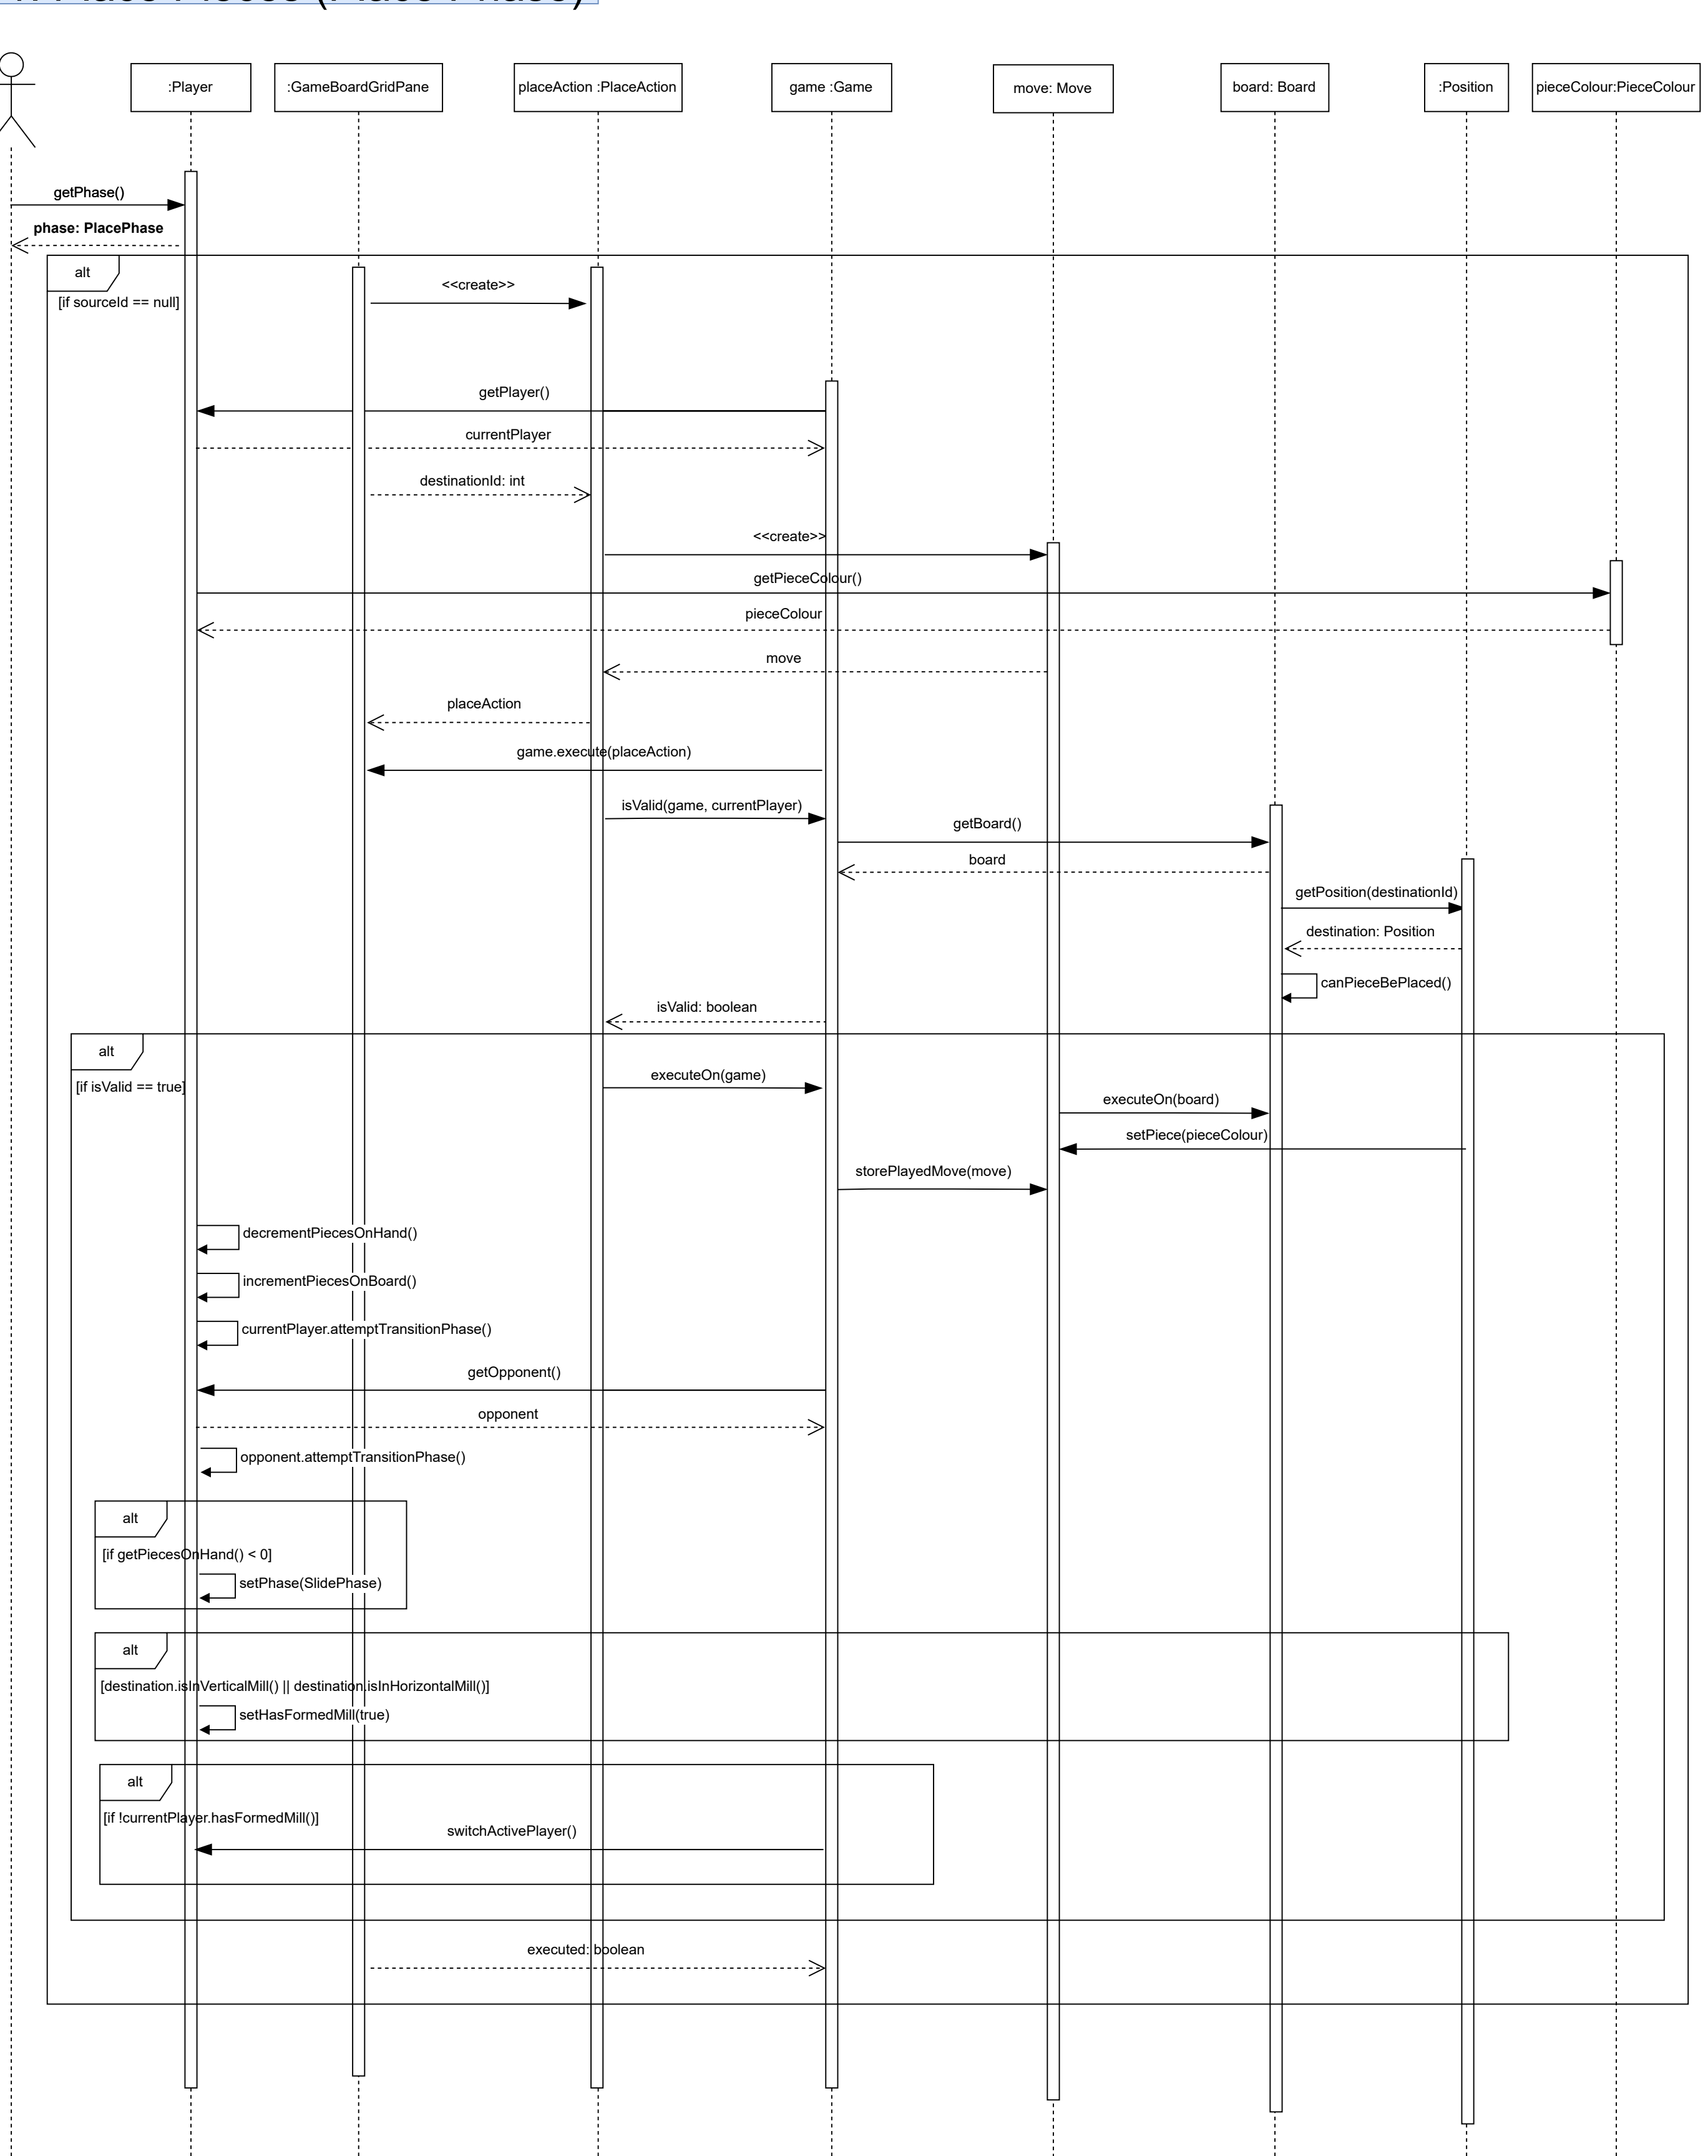 :Player
:GameBoardGridPane
placeAction :PlaceAction
game :Game
move: Move
board: Board
:Position
pieceColour:PieceColour
getPhase()
phase: PlacePhase
alt
[if sourceId == null]
<<create>>
getPlayer()
currentPlayer
destinationId: int
<<create>>
getPieceColour()
pieceColour
move
placeAction
game.execute(placeAction)
isValid(game, currentPlayer)
getBoard()
board
getPosition(destinationId)
destination: Position
canPieceBePlaced()
isValid: boolean
alt
[if isValid == true]
executeOn(game)
executeOn(board)
setPiece(pieceColour)
storePlayedMove(move)
decrementPiecesOnHand()
incrementPiecesOnBoard()
currentPlayer.attemptTransitionPhase()
getOpponent()
opponent
opponent.attemptTransitionPhase()
alt
[if getPiecesOnHand() < 0]
setPhase(SlidePhase)
alt
[destination.isInVerticalMill() || destination.isInHorizontalMill()]
setHasFormedMill(true)
alt
[if !currentPlayer.hasFormedMill()]
switchActivePlayer()
executed: boolean